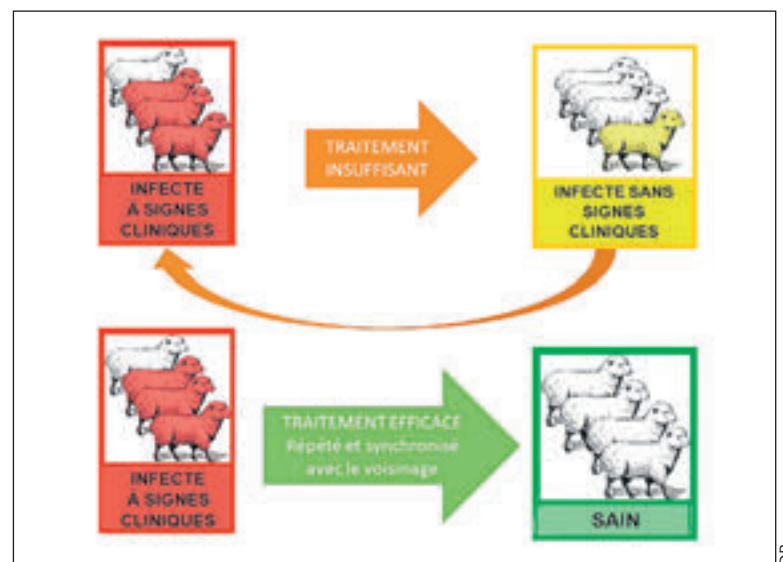 INFECTE
À SIGNES
CLINIQUES
TRAITEMENT
INSUFFISANT
INFECTE SANS
SIGNES
CLINIQUES
INFECTE
À SIGNES
CLINIQUES
TRAITEMENT EFFICACE
Répété et synchronisé
avec le voisinage
SAIN